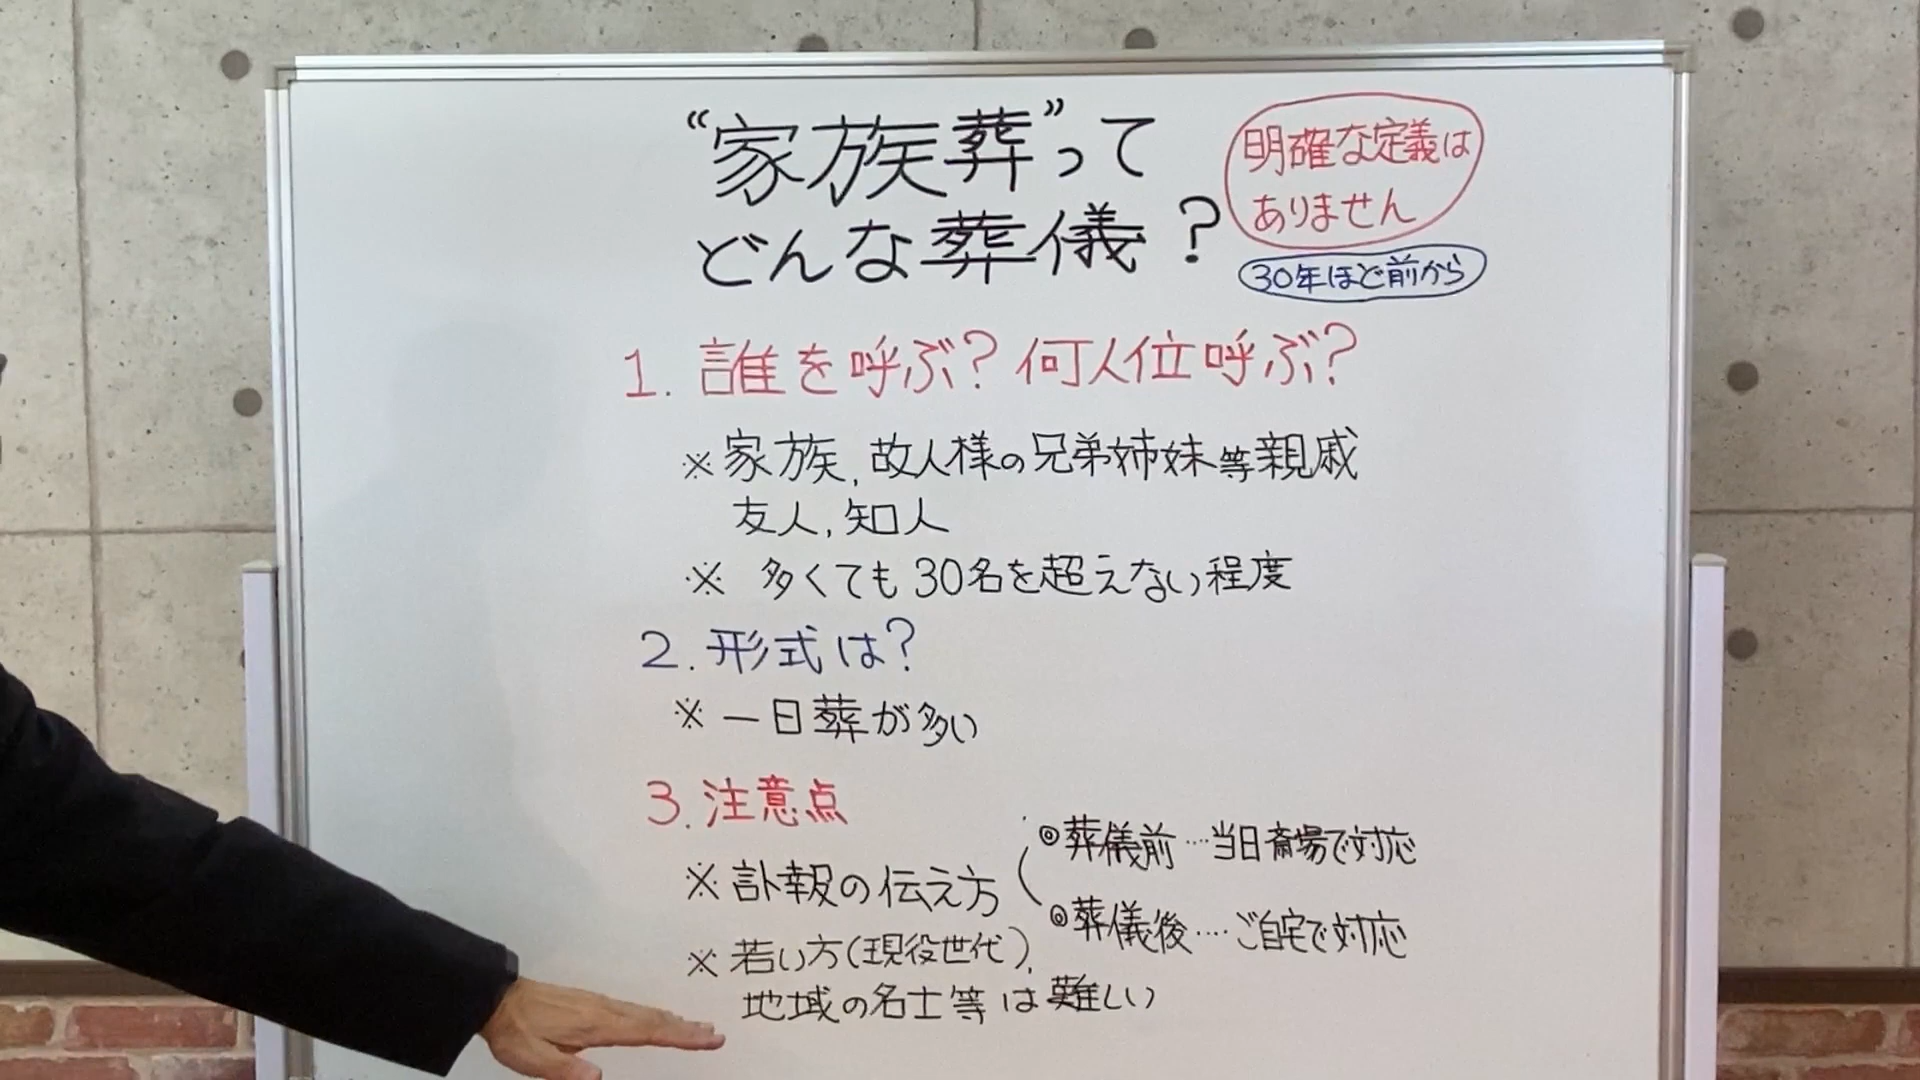 “家族葬”って
どんな葬儀?
明確な定義は
ありません
30年ほど前から
1. 誰を呼ぶ? 何人位呼ぶ?
※家族,故人様の兄弟姉妹等親戚
友人,知人
※ 多くても30名を超えない程度
2. 形式は?
※一日葬が多い
3. 注意点
※訃報の伝え方
◎葬儀前…当日斎場で対応
◎葬儀後‥‥ご自宅で対応
※若い方(現役世代),
地域の名士等は難しい